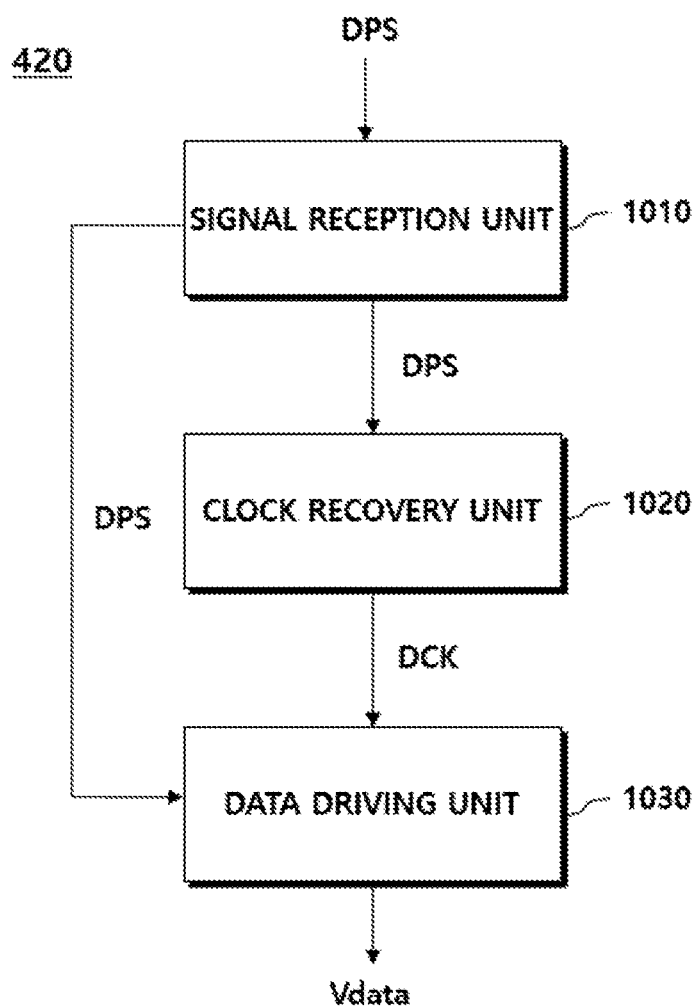 DPS
420
SIGNAL RECEPTION UNIT
1010
DPS
CLOCK RECOVERY UNIT
1020
DPS
DCK
DATA DRIVING UNIT
1030
Vdata